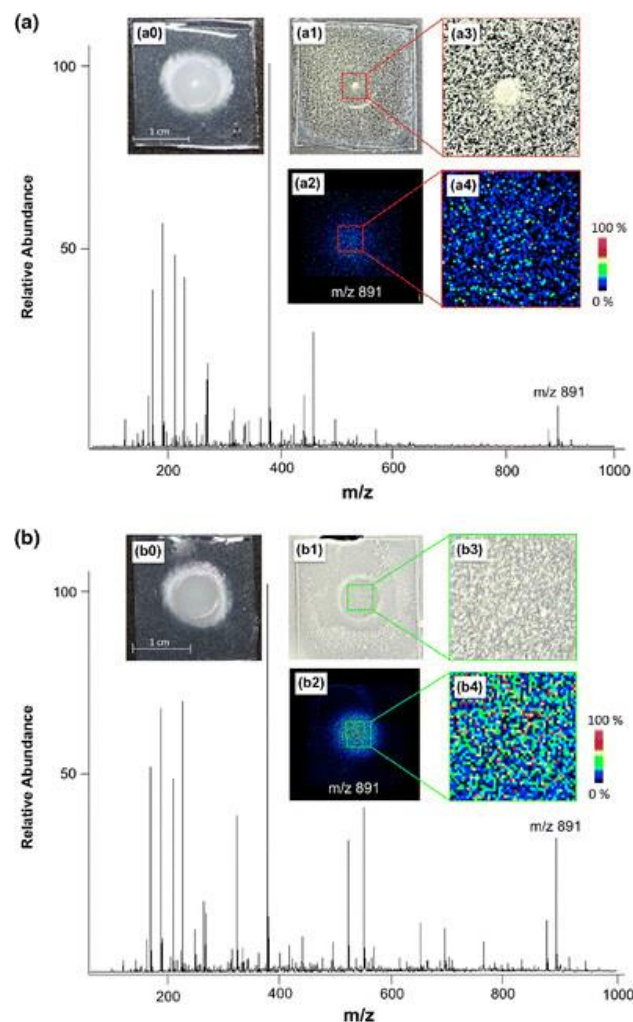 (a)
(a0)
(a1)
(a3)
100
1 cm
(a2)
(a4)
100 %
50
m/z 891
0 %
Relative Abundance
m/z 891
200
400
600
800
1000
m/z
(b)
(b0)
(b1)
(b3)
100
1 cm
(b2)
(b4)
100 %
50
m/z 891
0 %
Relative Abundance
m/z 891
200
400
600
800
1000
m/z